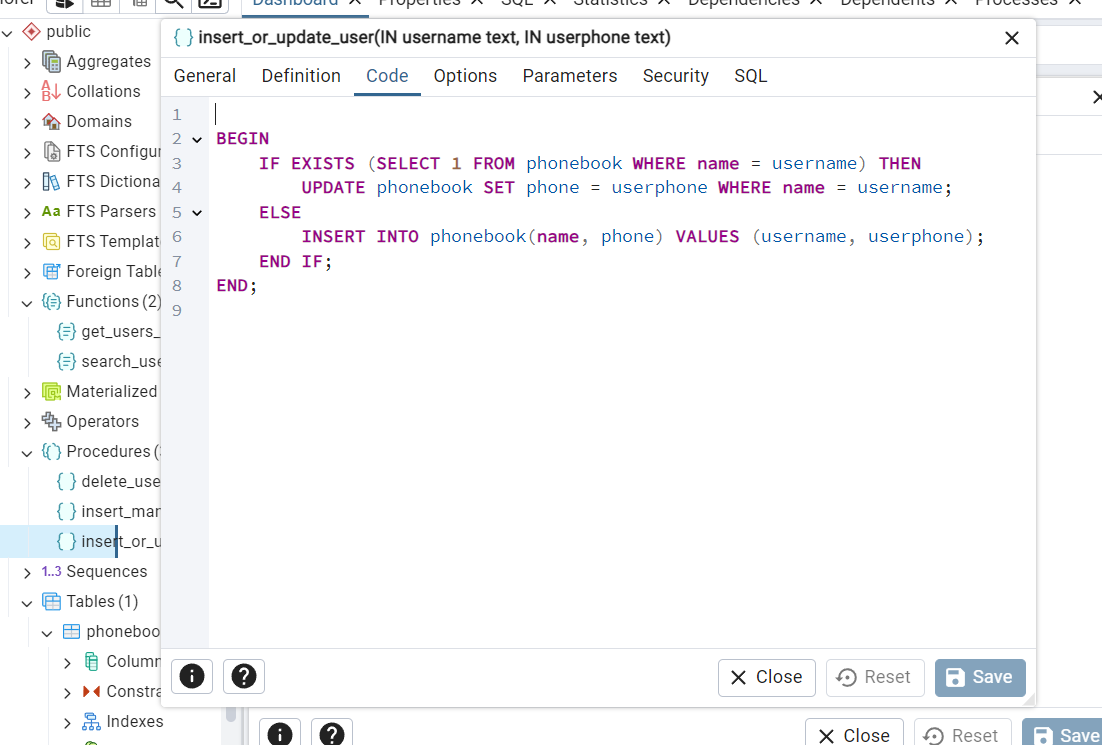 Dashboard Properties SQL Statistics Dependencies Dependents Processes
public
Aggregates
Collations
Domains
FTS Configur
FTS Dictiona
FTS Parsers
FTS Templat
Foreign Table
Functions (2)
get_users_
search_use
Materialized
Operators
Procedures (
delete_use
insert_mar
insert_or_u
1..3 Sequences
Tables (1)
phoneboo
Column
Constra
Indexes
insert_or_update_user(IN username text, IN userphone text)
General Definition Code Options Parameters Security SQL
1
2 BEGIN
3 IF EXISTS (SELECT 1 FROM phonebook WHERE name = username) THEN
4 UPDATE phonebook SET phone = userphone WHERE name = username;
5 ELSE
6 INSERT INTO phonebook(name, phone) VALUES (username, userphone);
7 END IF;
8 END;
9
Close Reset Save
Close Reset Save